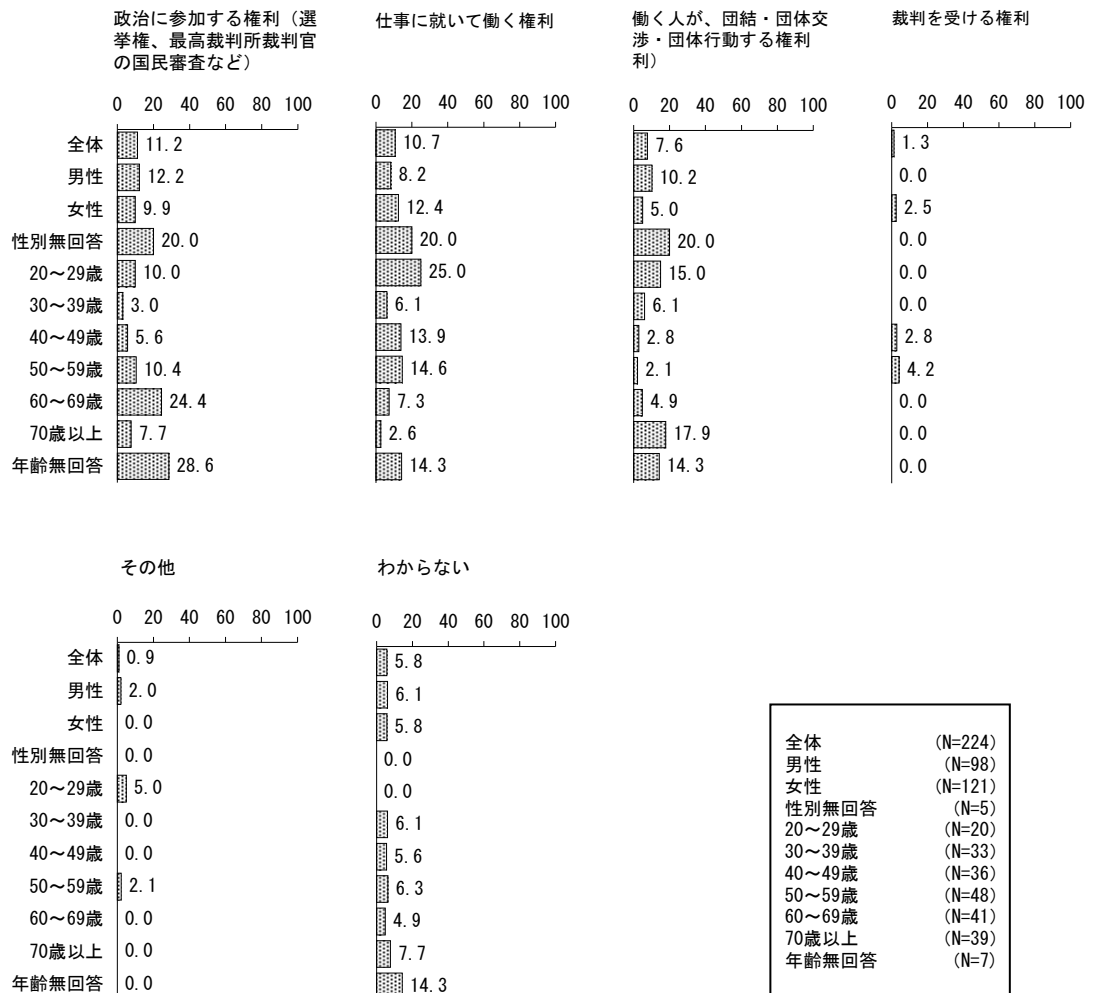 政治に参加する権利（選
挙権、最高裁判所裁判官
の国民審査など）
仕事に就いて働く権利
働く人が、団結・団体交
渉・団体行動する権利
利）
裁判を受ける権利
0 20 40 60 80 100
0 20 40 60 80 100
0 20 40 60 80 100
0 20 40 60 80 100
全体 11.2 10.7 7.6 1.3
男性 12.2 8.2 10.2 0.0
女性 9.9 12.4 5.0 2.5
性別無回答 20.0 20.0 20.0 0.0
20～29歳 10.0 25.0 15.0 0.0
30～39歳 3.0 6.1 6.1 0.0
40～49歳 5.6 13.9 2.8 2.8
50～59歳 10.4 14.6 2.1 4.2
60～69歳 24.4 7.3 4.9 0.0
70歳以上 7.7 2.6 17.9 0.0
年齢無回答 28.6 14.3 14.3 0.0
その他
わからない
0 20 40 60 80 100
0 20 40 60 80 100
全体 0.9 5.8
男性 2.0 6.1
女性 0.0 5.8
性別無回答 0.0 0.0
20～29歳 5.0 0.0
30～39歳 0.0 6.1
40～49歳 0.0 5.6
50～59歳 2.1 6.3
60～69歳 0.0 4.9
70歳以上 0.0 7.7
年齢無回答 0.0 14.3
全体 (N=224)
男性 (N=98)
女性 (N=121)
性別無回答 (N=5)
20～29歳 (N=20)
30～39歳 (N=33)
40～49歳 (N=36)
50～59歳 (N=48)
60～69歳 (N=41)
70歳以上 (N=39)
年齢無回答 (N=7)